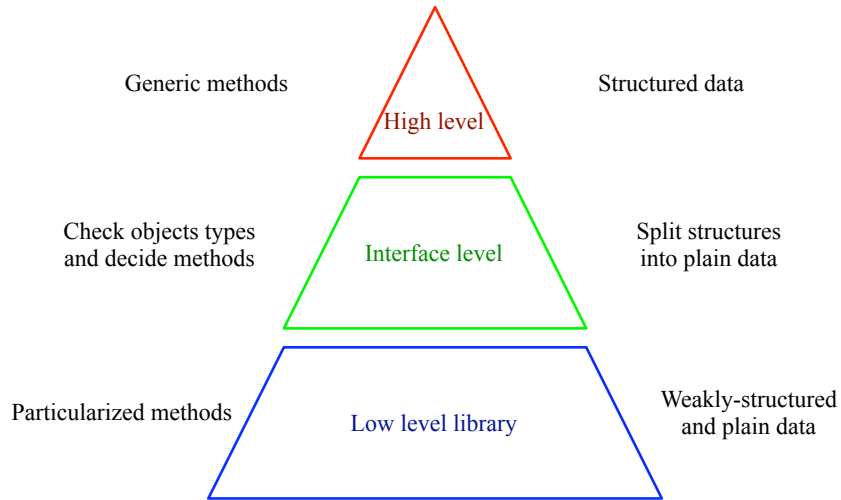 Generic methods
Structured data
High level
Check objects types
and decide methods
Interface level
Split structures
into plain data
Particularized methods
Low level library
Weakly-structured
and plain data